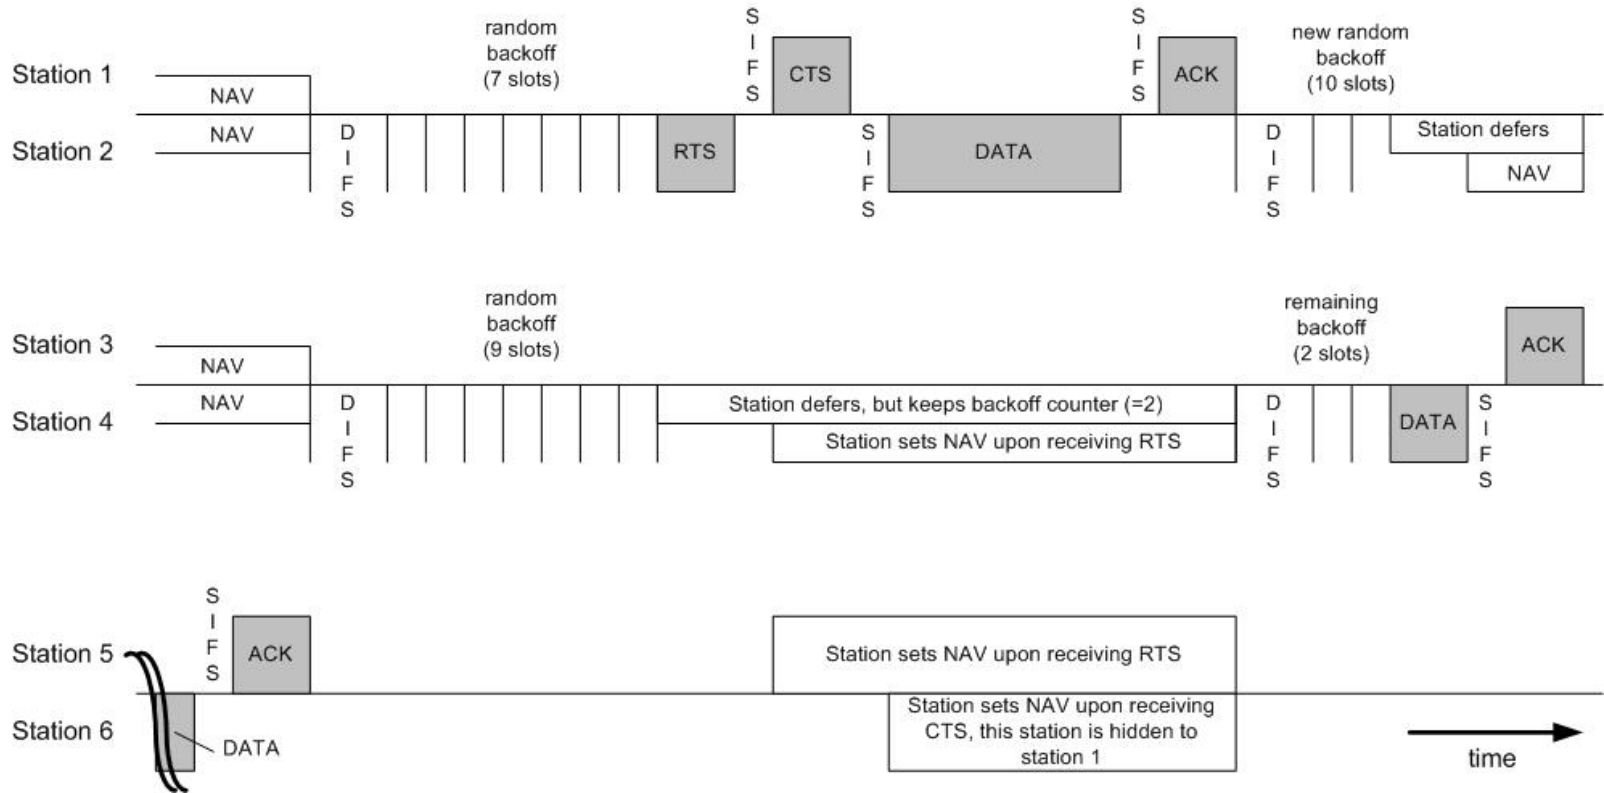 random
backoff
(7 slots)
S
I
F
S
S
I
F
S
new random
backoff
(10 slots)
Station 1
NAV
CTS
ACK
Station 2
NAV
D
I
F
S
RTS
S
I
F
S
DATA
D
I
F
S
Station defers
NAV
random
backoff
(9 slots)
remaining
backoff
(2 slots)
Station 3
NAV
ACK
Station 4
NAV
D
I
F
S
Station defers, but keeps backoff counter (=2)
Station sets NAV upon receiving RTS
D
I
F
S
DATA
S
I
F
S
S
I
F
S
Station 5
ACK
Station sets NAV upon receiving RTS
Station 6
DATA
Station sets NAV upon receiving
CTS, this station is hidden to
station 1
time